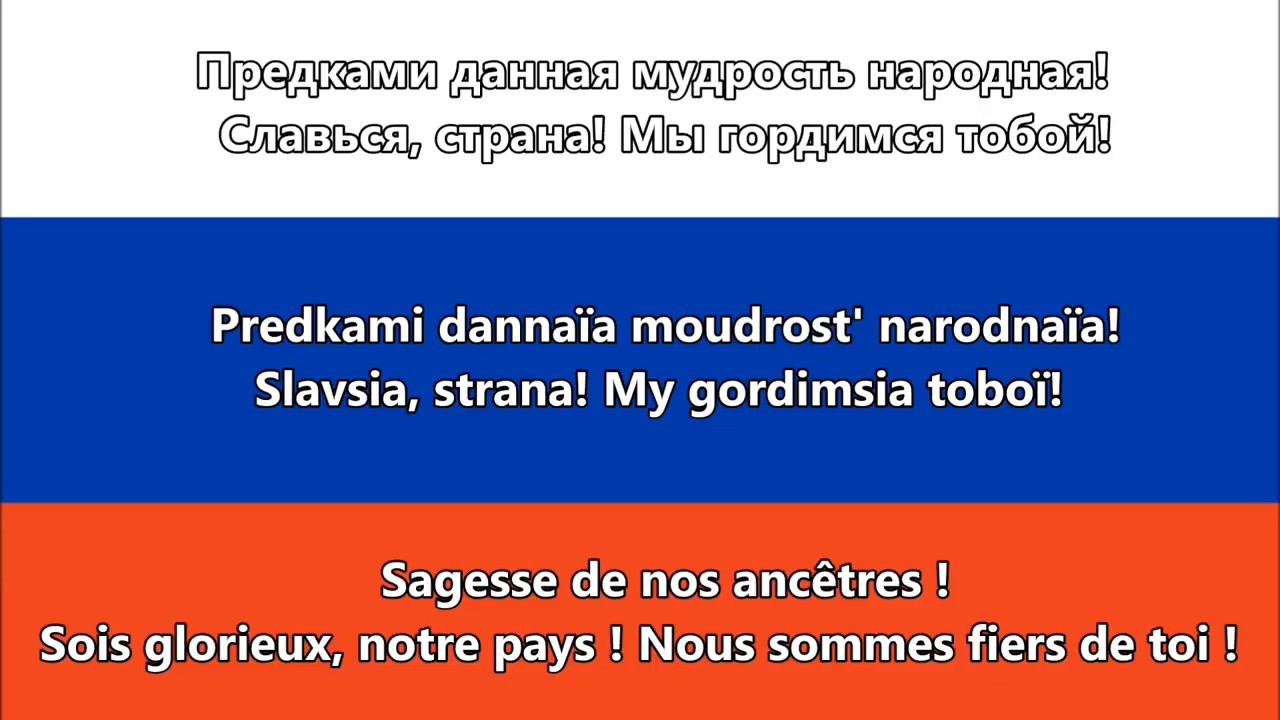 Предками данная мудрость народная!
Славься, страна! Мы гордимся тобой!
Predkami dannaïa moudrost' narodnaïa!
Slavsia, strana! My gordimsia toboï!
Sagesse de nos ancêtres !
Sois glorieux, notre pays ! Nous sommes fiers de toi !